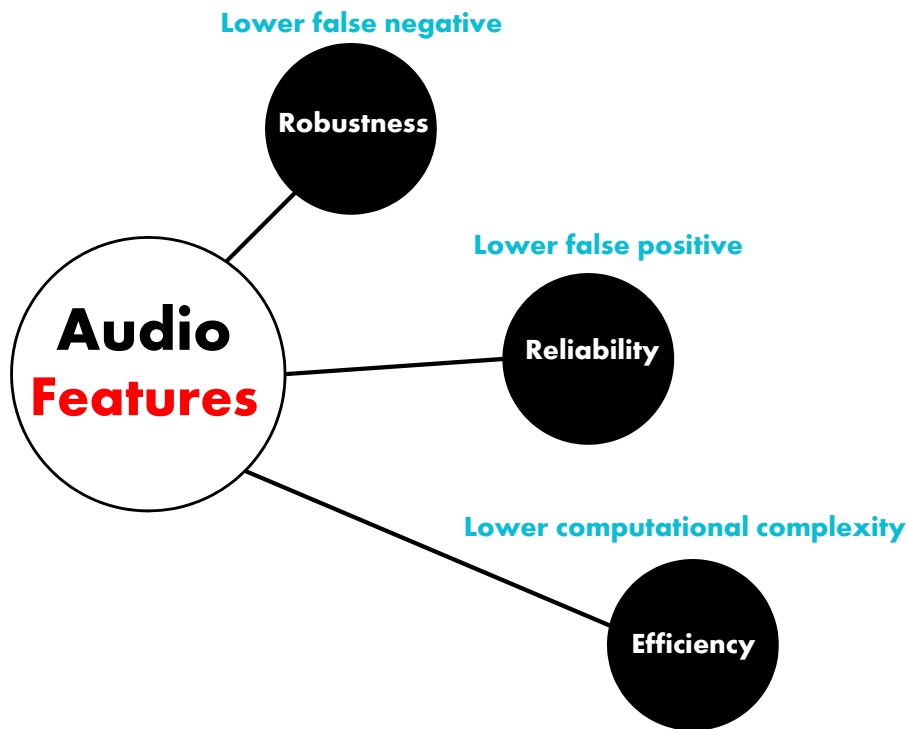 Lower false negative
Robustness
Lower false positive
Audio
Features
Reliability
Lower computational complexity
Efficiency